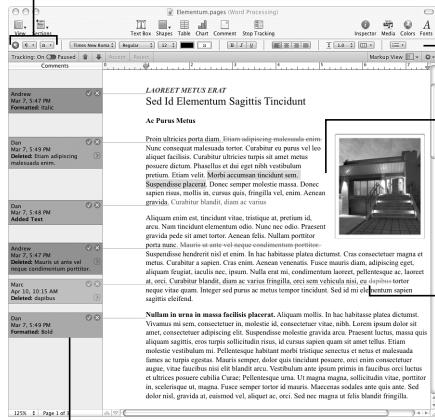 Elementum.pages (Word Processing)
View Sections Text Box Shapes Table Chart Comment Stop Tracking Inspector Media Colors Fonts
Times New Roma Regular 12 a B I U 1.0
Tracking: On Paused Accept Reject Markup View
Comments
Andrew
Mar 7, 5:47 PM
Formatted: Italic
Dan
Mar 7, 5:49 PM
Deleted: Etiam adipiscing
malesuada enim.
Dan
Mar 7, 5:48 PM
Added Text
Andrew
Mar 7, 5:47 PM
Deleted: Mauris ut ante vel
neque condimentum porttitor.
Marc
Apr 10, 10:15 AM
Deleted: dapibus
Dan
Mar 7, 5:49 PM
Formatted: Bold
LAOREET METUS ERAT
Sed Id Elementum Sagittis Tincidunt
Ac Purus Metus
Proin ultricies porta diam. Etiam adipiscing malesuada enim.
Nunc consequat malesuada tortor. Curabitur eu purus vel leo
aliquet facilisis. Curabitur ultricies turpis sit amet metus
posuere dictum. Phasellus et dui eget nibh vestibulum
pretium. Etiam velit. Morbi accumsan tincidunt sem.
Suspendisse placerat. Donec semper molestie massa. Donec
sapien risus, mollis in, cursus quis, fringilla vel, enim. Aenean
gravida. Curabitur blandit, diam ac varius
Aliquam enim est, tincidunt vitae, tristique at, pretium id,
arcu. Nam tincidunt elementum odio. Nunc nec odio. Praesent
gravida pede sit amet tortor. Aenean felis. Nullam porttitor
porta nunc. Mauris ut ante vel neque condimentum porttitor.
Suspendisse hendrerit nisl et enim. In hac habitasse platea dictumst. Cras consectetuer magna et
metus. Curabitur a sapien. Cras enim. Aenean venenatis. Fusce mauris diam, adipiscing eget,
aliquam feugiat, iaculis nec, ipsum. Nulla erat mi, condimentum laoreet, pellentesque ac, laoreet
at, orci. Curabitur blandit, diam ac varius fringilla, orci sem vehicula nisi, eu dapibus tortor
neque vitae quam. Integer sed purus ac metus tempor tincidunt. Sed id mi elementum sapien
sagittis eleifend.
Nullam in urna in massa facilisis placerat. Aliquam mollis. In hac habitasse platea dictumst.
Vivamus mi sem, consectetuer in, molestie id, consectetuer vitae, nibh. Lorem ipsum dolor sit
amet, consectetuer adipiscing elit. Suspendisse molestie gravida arcu. Praesent luctus, massa quis
aliquam sagittis, eros turpis sollicitudin risus, id cursus sapien quam sit amet tellus. Etiam
molestie vestibulum mi. Pellentesque habitant morbi tristique senectus et netus et malesuada
fames ac turpis egestas. Mauris semper, dolor quis tincidunt posuere, orci enim consectetuer
augue, vitae faucibus nisi elit blandit arcu. Vestibulum ante ipsum primis in faucibus orci luctus
et ultrices posuere cubilia Curae; Pellentesque urna. Ut magna magna, sollicitudin vitae, porttitor
in, scelerisque ut, magna. Fusce semper tortor id mauris. Maecenas sodales ante quis ante. Sed
dolor nisl, gravida at, euismod vel, aliquet ac, orci. Sed nec magna ut felis blandit fringilla.
125% Page 1 of